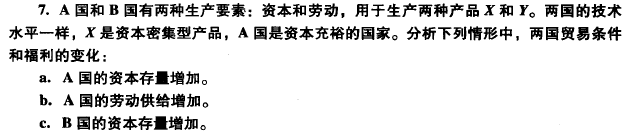 7. A 国和 B 国有两种生产要素：资本和劳动，用于生产两种产品 X 和 Y。两国的技术
水平一样，X 是资本密集型产品，A 国是资本充裕的国家。分析下列情形中，两国贸易条件
和福利的变化：
a. A 国的资本存量增加。
b. A 国的劳动供给增加。
c. B 国的资本存量增加。